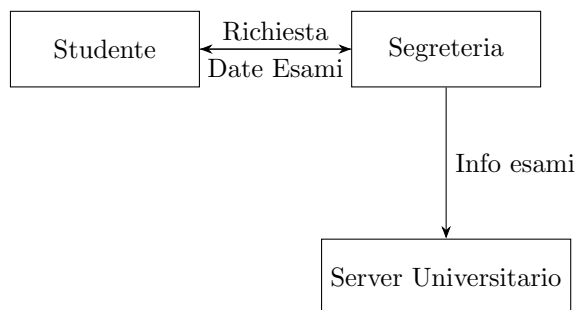 Studente
Richiesta
Date Esami
Segreteria
Info esami
Server Universitario